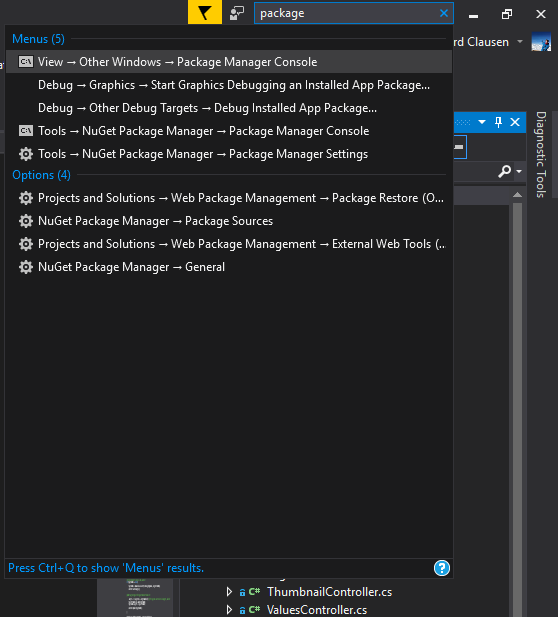 package
rd Clausen
Menus (5)
View → Other Windows → Package Manager Console
Debug → Graphics → Start Graphics Debugging an Installed App Package...
Debug → Other Debug Targets → Debug Installed App Package...
Tools → NuGet Package Manager → Package Manager Console
Tools → NuGet Package Manager → Package Manager Settings
Options (4)
Projects and Solutions → Web Package Management → Package Restore (O...
NuGet Package Manager → Package Sources
Projects and Solutions → Web Package Management → External Web Tools (...
NuGet Package Manager → General
Diagnostic Tools
Press Ctrl+Q to show 'Menus' results.
C# ThumbnailController.cs
C# ValuesController.cs